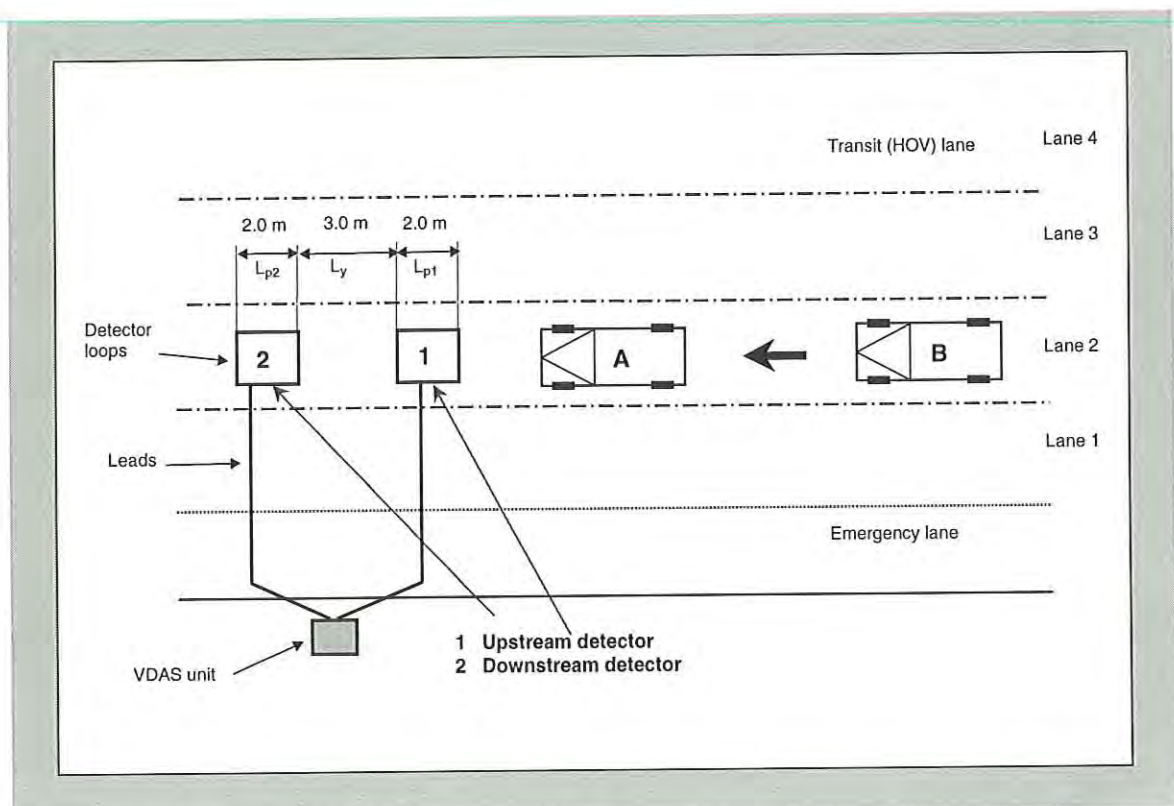 Transit (HOV) lane
Lane 4
2.0 m 3.0 m 2.0 m
Lp2 Ly Lp1
Lane 3
Detector
loops
2
1
A
B
Lane 2
Leads
Lane 1
Emergency lane
1 Upstream detector
2 Downstream detector
VDAS unit